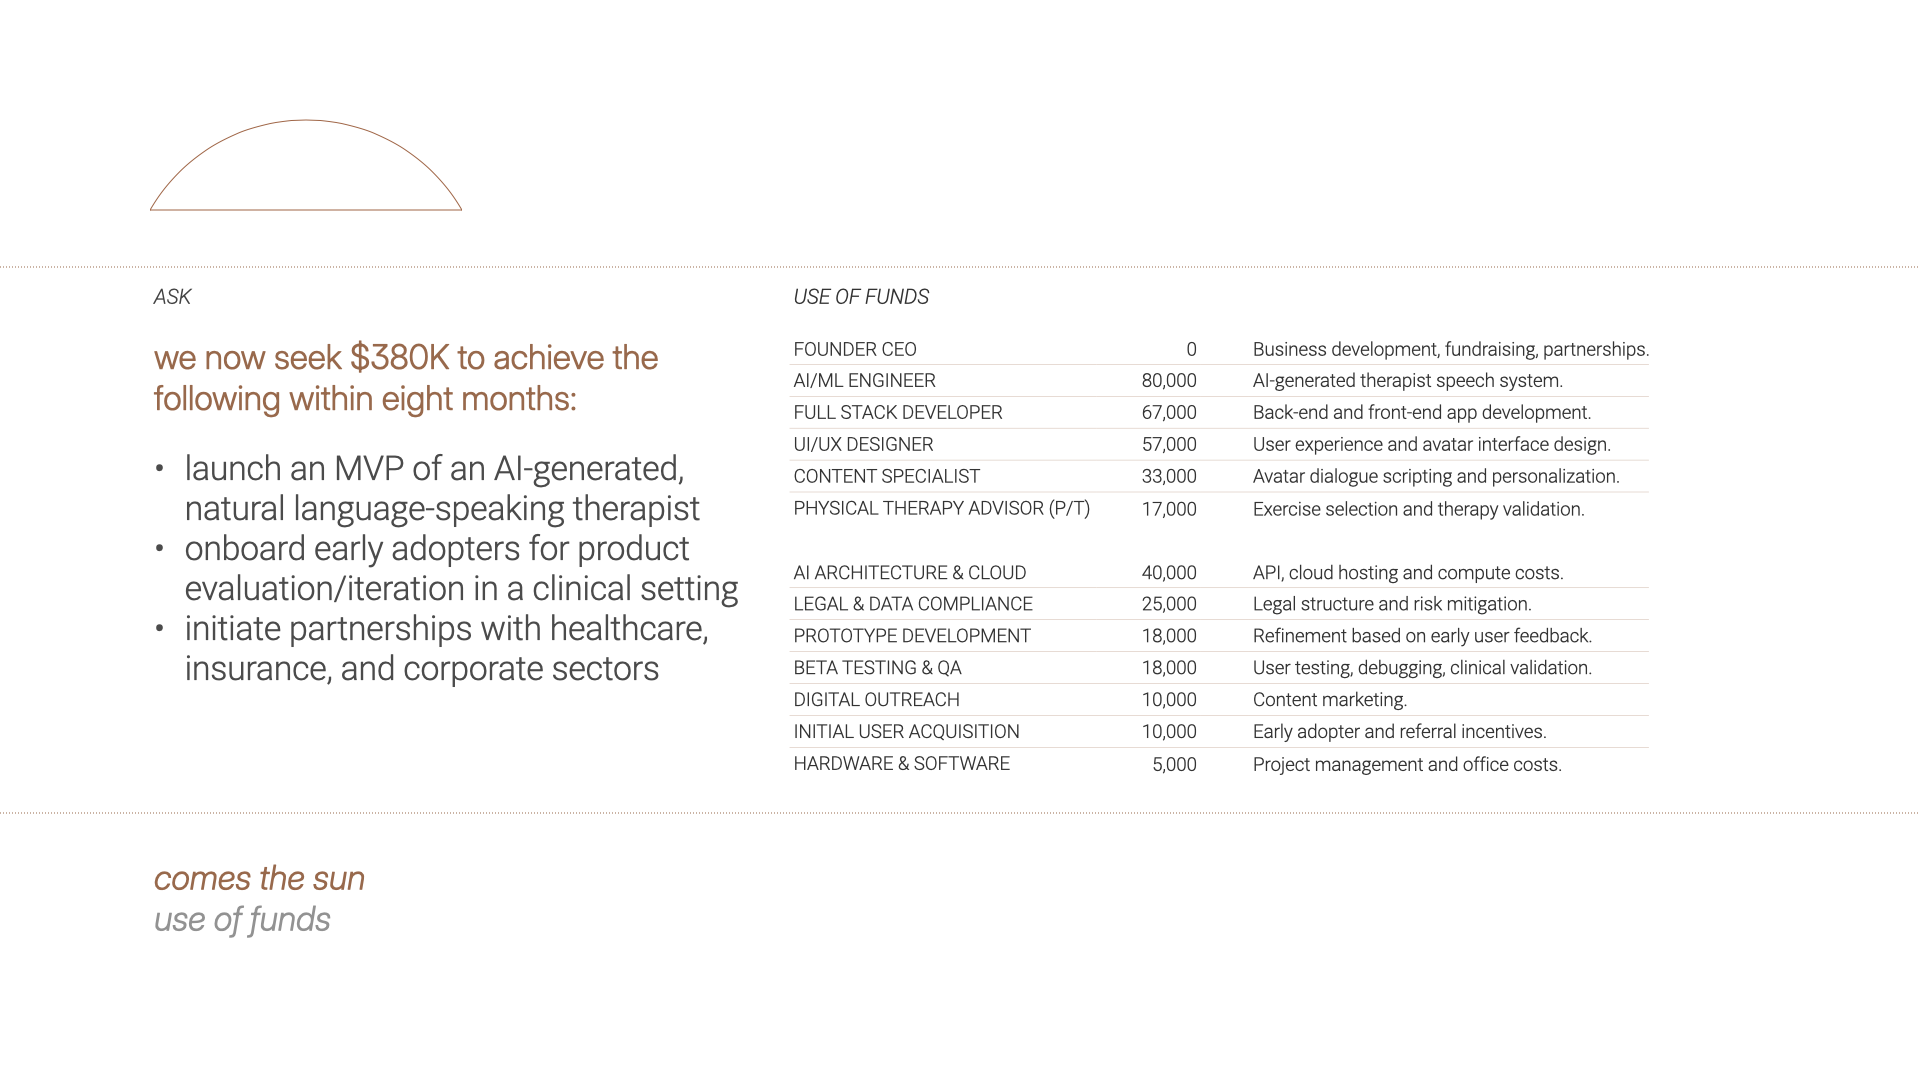 ASK
we now seek $380K to achieve the
following within eight months:
• launch an MVP of an AI-generated,
natural language-speaking therapist
• onboard early adopters for product
evaluation/iteration in a clinical setting
• initiate partnerships with healthcare,
insurance, and corporate sectors
USE OF FUNDS
FOUNDER CEO 0 Business development, fundraising, partnerships.
AI/ML ENGINEER 80,000 AI-generated therapist speech system.
FULL STACK DEVELOPER 67,000 Back-end and front-end app development.
UI/UX DESIGNER 57,000 User experience and avatar interface design.
CONTENT SPECIALIST 33,000 Avatar dialogue scripting and personalization.
PHYSICAL THERAPY ADVISOR (P/T) 17,000 Exercise selection and therapy validation.
AI ARCHITECTURE & CLOUD 40,000 API, cloud hosting and compute costs.
LEGAL & DATA COMPLIANCE 25,000 Legal structure and risk mitigation.
PROTOTYPE DEVELOPMENT 18,000 Refinement based on early user feedback.
BETA TESTING & QA 18,000 User testing, debugging, clinical validation.
DIGITAL OUTREACH 10,000 Content marketing.
INITIAL USER ACQUISITION 10,000 Early adopter and referral incentives.
HARDWARE & SOFTWARE 5,000 Project management and office costs.
comes the sun
use of funds